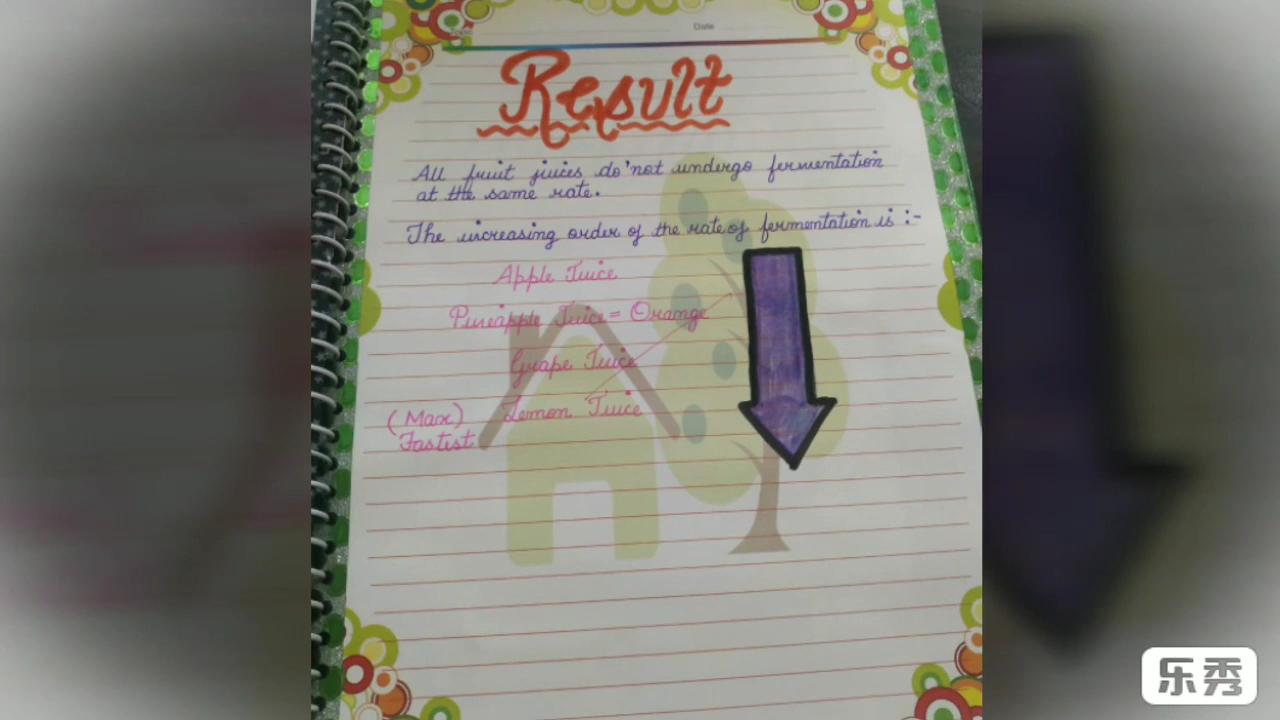 Date
Result
All fruit juices do'not undergo fermentation
at the same rate.
The increasing order of the rate of fermentation is :-
Apple Juice
Pineapple Juice = Orange
Grape Juice
(Max) Lemon Juice
Fastist
乐秀